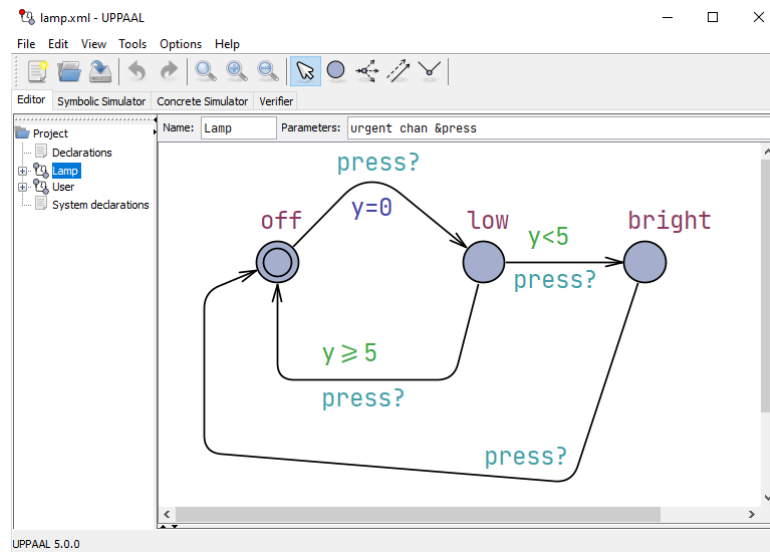 lamp.xml - UPPAAL
File Edit View Tools Options Help
Editor Symbolic Simulator Concrete Simulator Verifier
Project
Declarations
Lamp
User
System declarations
Name: Lamp Parameters: urgent chan &press
press?
y=0
off
low
bright
y<5
press?
y≥5
press?
press?
UPPAAL 5.0.0